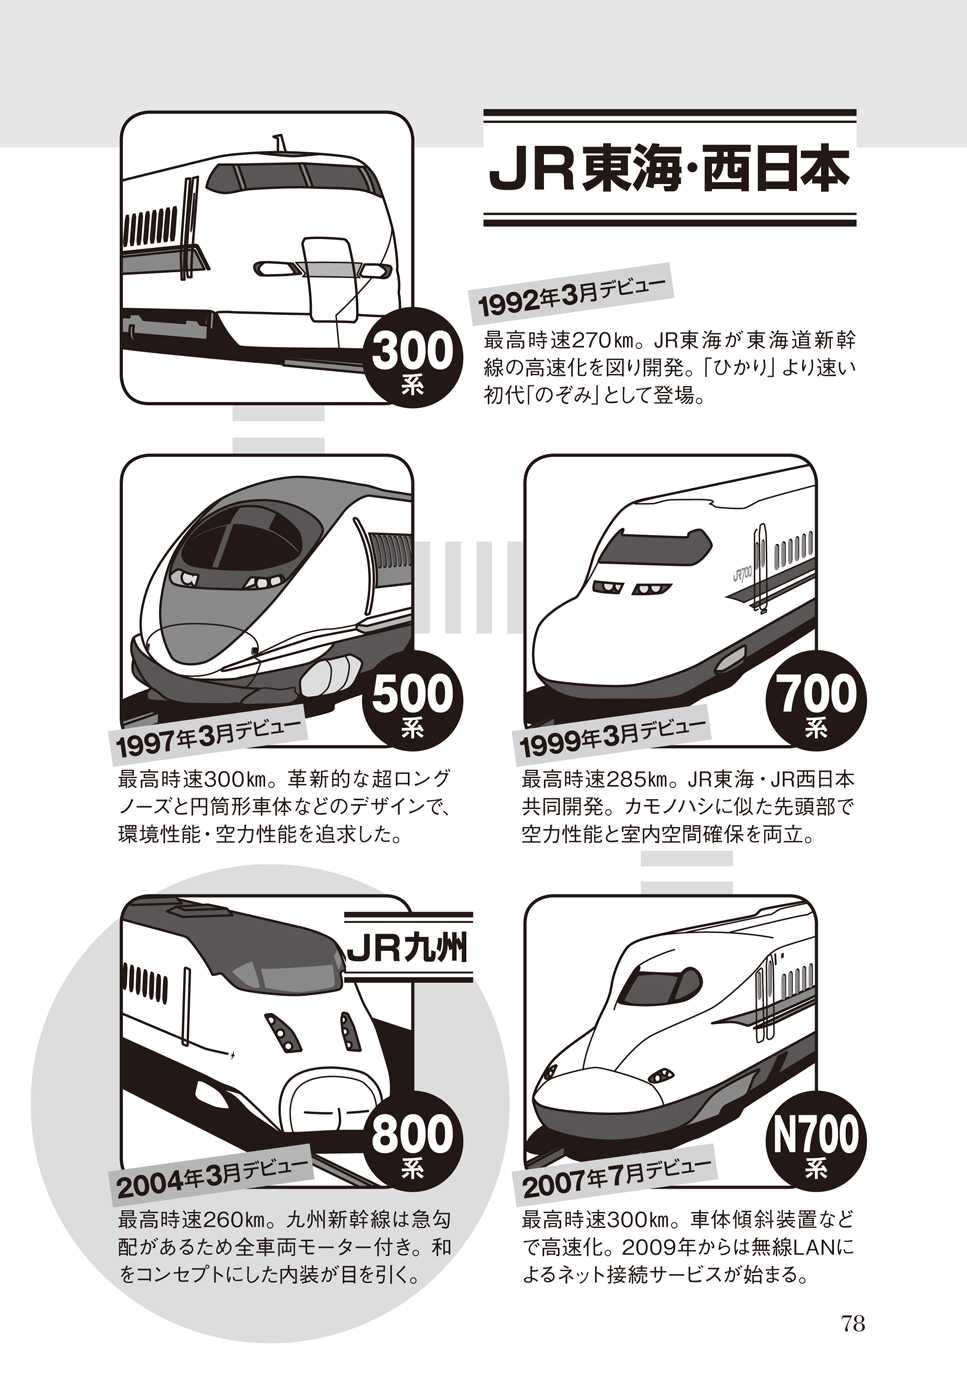 JR東海・西日本
1992年3月デビュー
最高時速270㎞。JR東海が東海道新幹
線の高速化を図り開発。「ひかり」より速い
初代「のぞみ」として登場。
300
系
500
系
1997年3月デビュー
最高時速300㎞。革新的な超ロング
ノーズと円筒形車体などのデザインで、
環境性能・空力性能を追求した。
JR700
700
系
1999年3月デビュー
最高時速285㎞。JR東海・JR西日本
共同開発。カモノハシに似た先頭部で
空力性能と室内空間確保を両立。
JR九州
800
系
2004年3月デビュー
最高時速260㎞。九州新幹線は急勾
配があるため全車両モーター付き。和
をコンセプトにした内装が目を引く。
N700
系
2007年7月デビュー
最高時速300㎞。車体傾斜装置など
で高速化。2009年からは無線LANに
よるネット接続サービスが始まる。
78